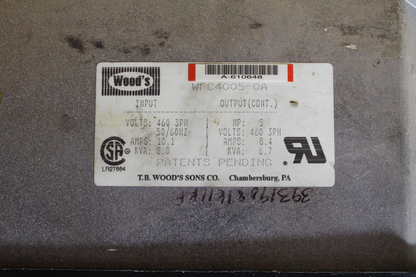 Wood's
A-610648
WFC4005-0A
INPUT OUTPUT(CONT.)
VOLTS: 460 3PH HP: 5
50/60HZ VOLTS: 460 3PH
AMPS: 10.1 AMPS: 8.4
KVA: 8.0 KVA: 6.7
LR27664
PATENTS PENDING
T.B. WOOD'S SONS CO. Chambersburg, PA